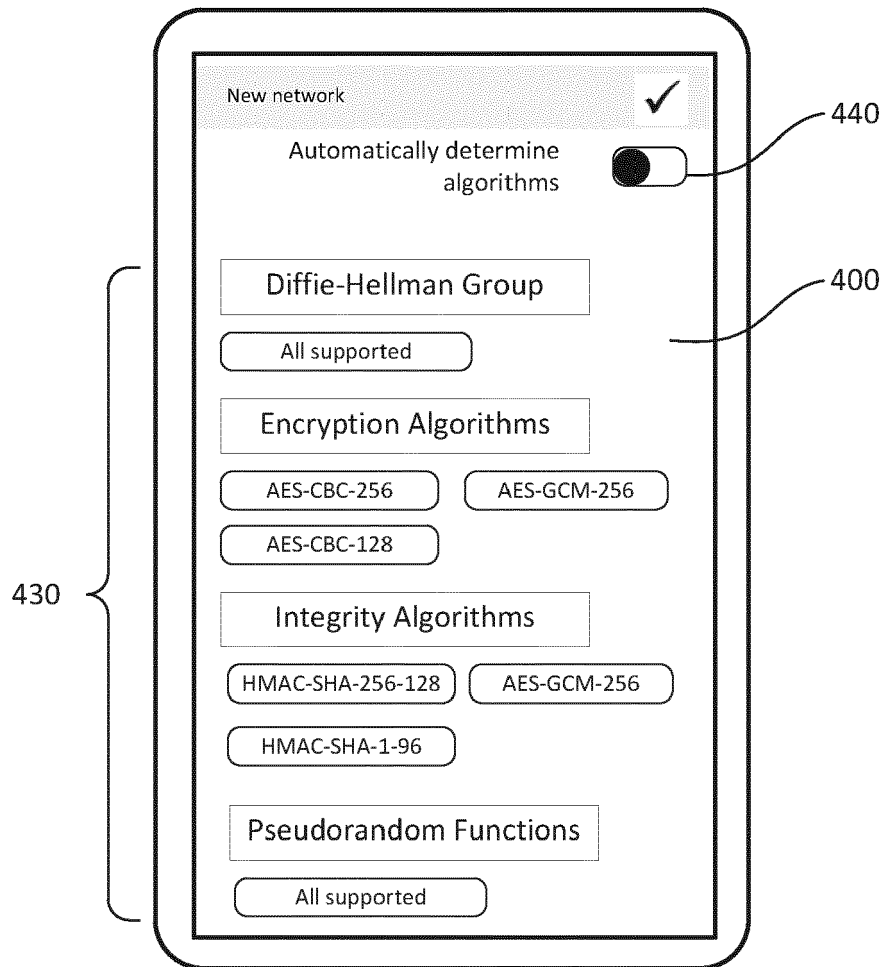 New network
✓
440
Automatically determine
algorithms
400
Diffie-Hellman Group
All supported
Encryption Algorithms
AES-CBC-256 AES-GCM-256
AES-CBC-128
430
Integrity Algorithms
HMAC-SHA-256-128 AES-GCM-256
HMAC-SHA-1-96
Pseudorandom Functions
All supported